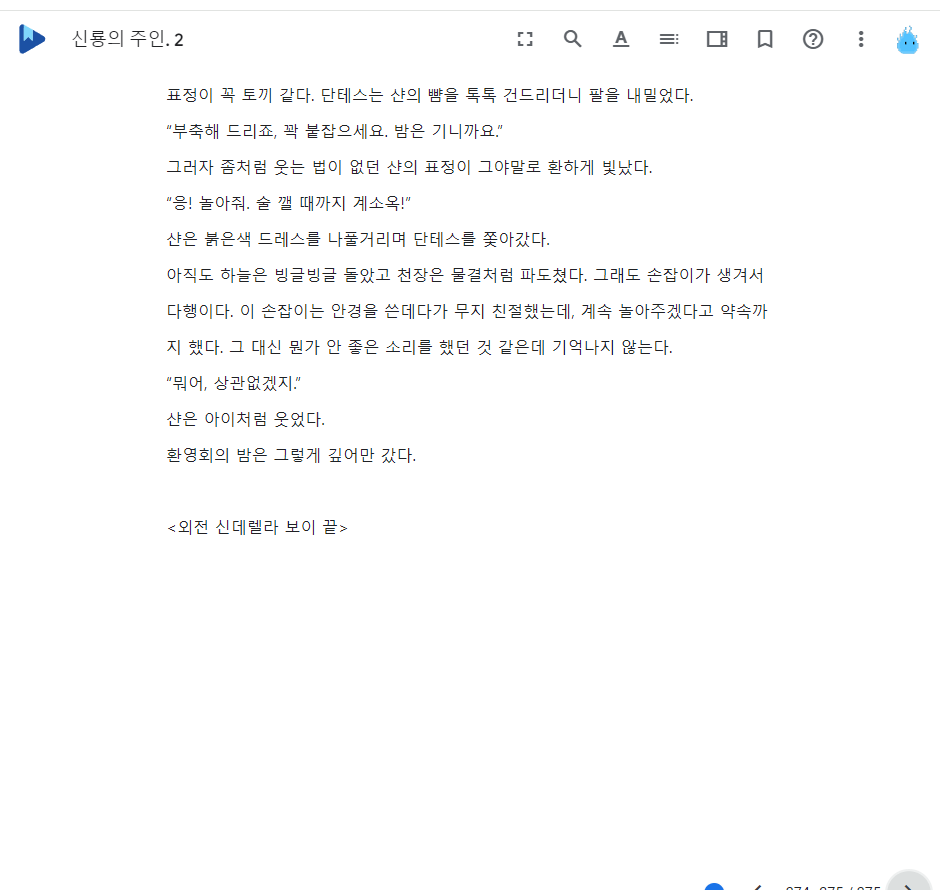 신룡의 주인. 2
표정이 꼭 토끼 같다. 단테스는 샨의 뺨을 톡톡 건드리더니 팔을 내밀었다.
“부축해 드리죠, 꽉 붙잡으세요. 밤은 기니까요.”
그러자 좀처럼 웃는 법이 없던 샨의 표정이 그야말로 환하게 빛났다.
“응! 놀아줘. 술 깰 때까지 계소옥!”
샨은 붉은색 드레스를 나풀거리며 단테스를 쫓아갔다.
아직도 하늘은 빙글빙글 돌았고 천장은 물결처럼 파도쳤다. 그래도 손잡이가 생겨서
다행이다. 이 손잡이는 안경을 쓴데다가 무지 친절했는데, 계속 놀아주겠다고 약속까
지 했다. 그 대신 뭔가 안 좋은 소리를 했던 것 같은데 기억나지 않는다.
“뭐어, 상관없겠지.”
샨은 아이처럼 웃었다.
환영회의 밤은 그렇게 깊어만 갔다.
<외전 신데렐라 보이 끝>